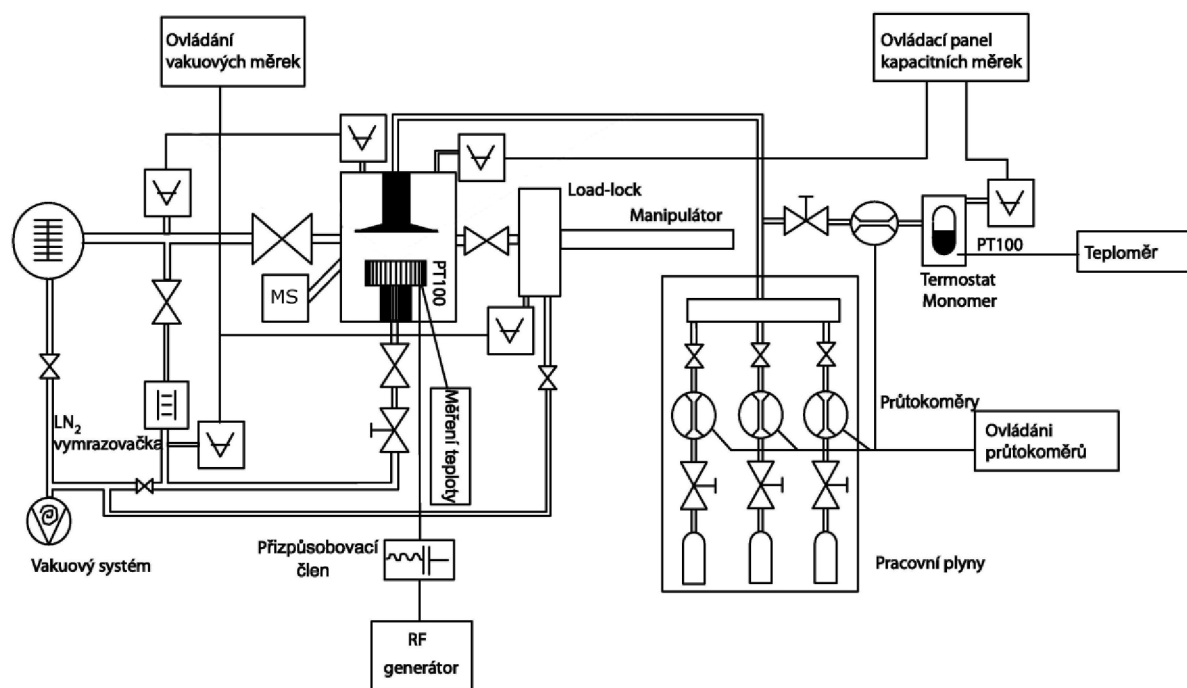 Ovládání
vakuových měrek
Ovládací panel
kapacitních měrek
Load-lock
Manipulátor
PT100
MS
PT100
Teploměr
Termostat
Monomer
LN2
vymrazovačka
Měření teploty
Průtokoměry
Ovládáni
průtokoměrů
Vakuový systém
Přizpůsobovací
člen
Pracovní plyny
RF
generátor